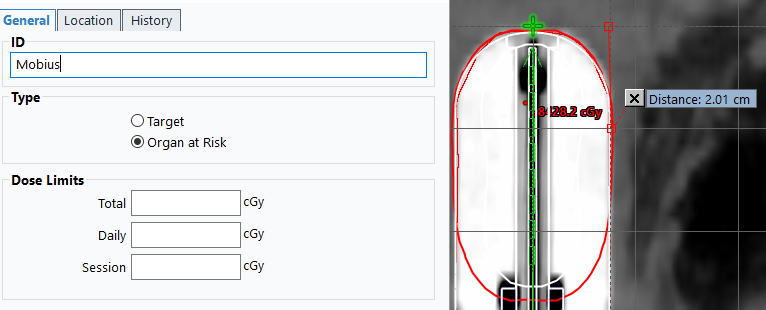 General Location History
ID
Mobius
Type
Target
Organ at Risk
Dose Limits
Total cGy
Daily cGy
Session cGy
28.2 cGy
Distance: 2.01 cm